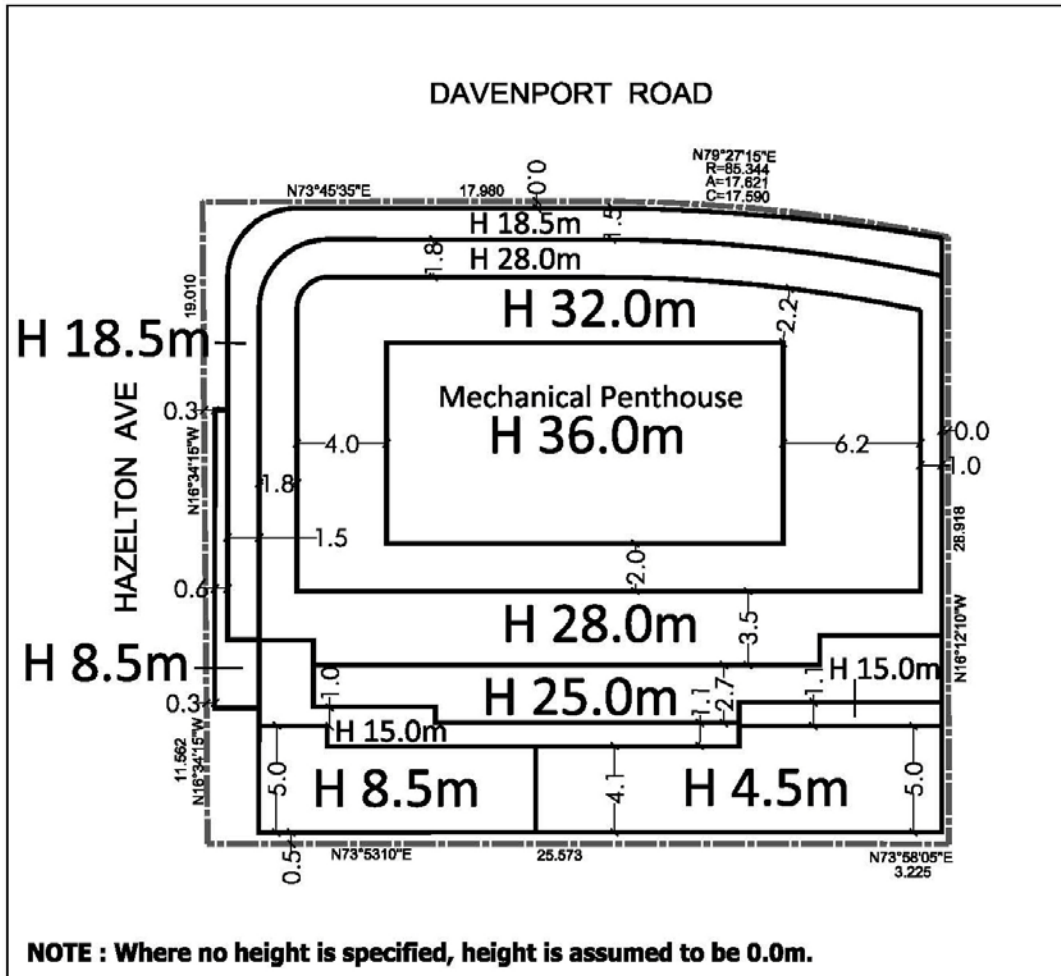 DAVENPORT ROAD
N79°27'15"E
R=85.344
A=17.621
C=17.590
N73°45'35"E
17.980
0.0
H 18.5m
1.5
1.8
H 28.0m
19.010
H 32.0m
2.2
H 18.5m
Mechanical Penthouse
H 36.0m
HAZELTON AVE
0.3
4.0
6.2
0.0
1.0
N16°34'15"W
1.8
1.5
28.918
2.0
0.6
H 28.0m
3.5
N16°12'10"W
H 8.5m
H 15.0m
1.0
H 25.0m
2.7
1.1
1.1
0.3
H 15.0m
11.562
N16°34'15"W
5.0
H 8.5m
4.1
H 4.5m
5.0
0.5
N73°5310"E
25.573
N73°58'05"E
3.225
NOTE : Where no height is specified, height is assumed to be 0.0m.